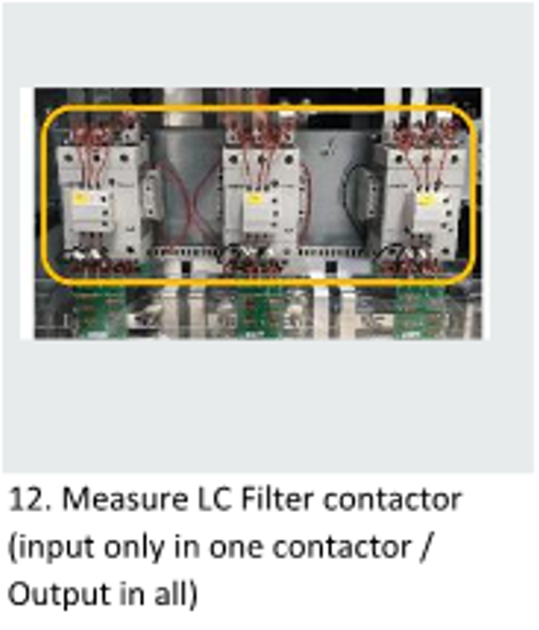 12. Measure LC Filter contactor
(input only in one contactor /
Output in all)